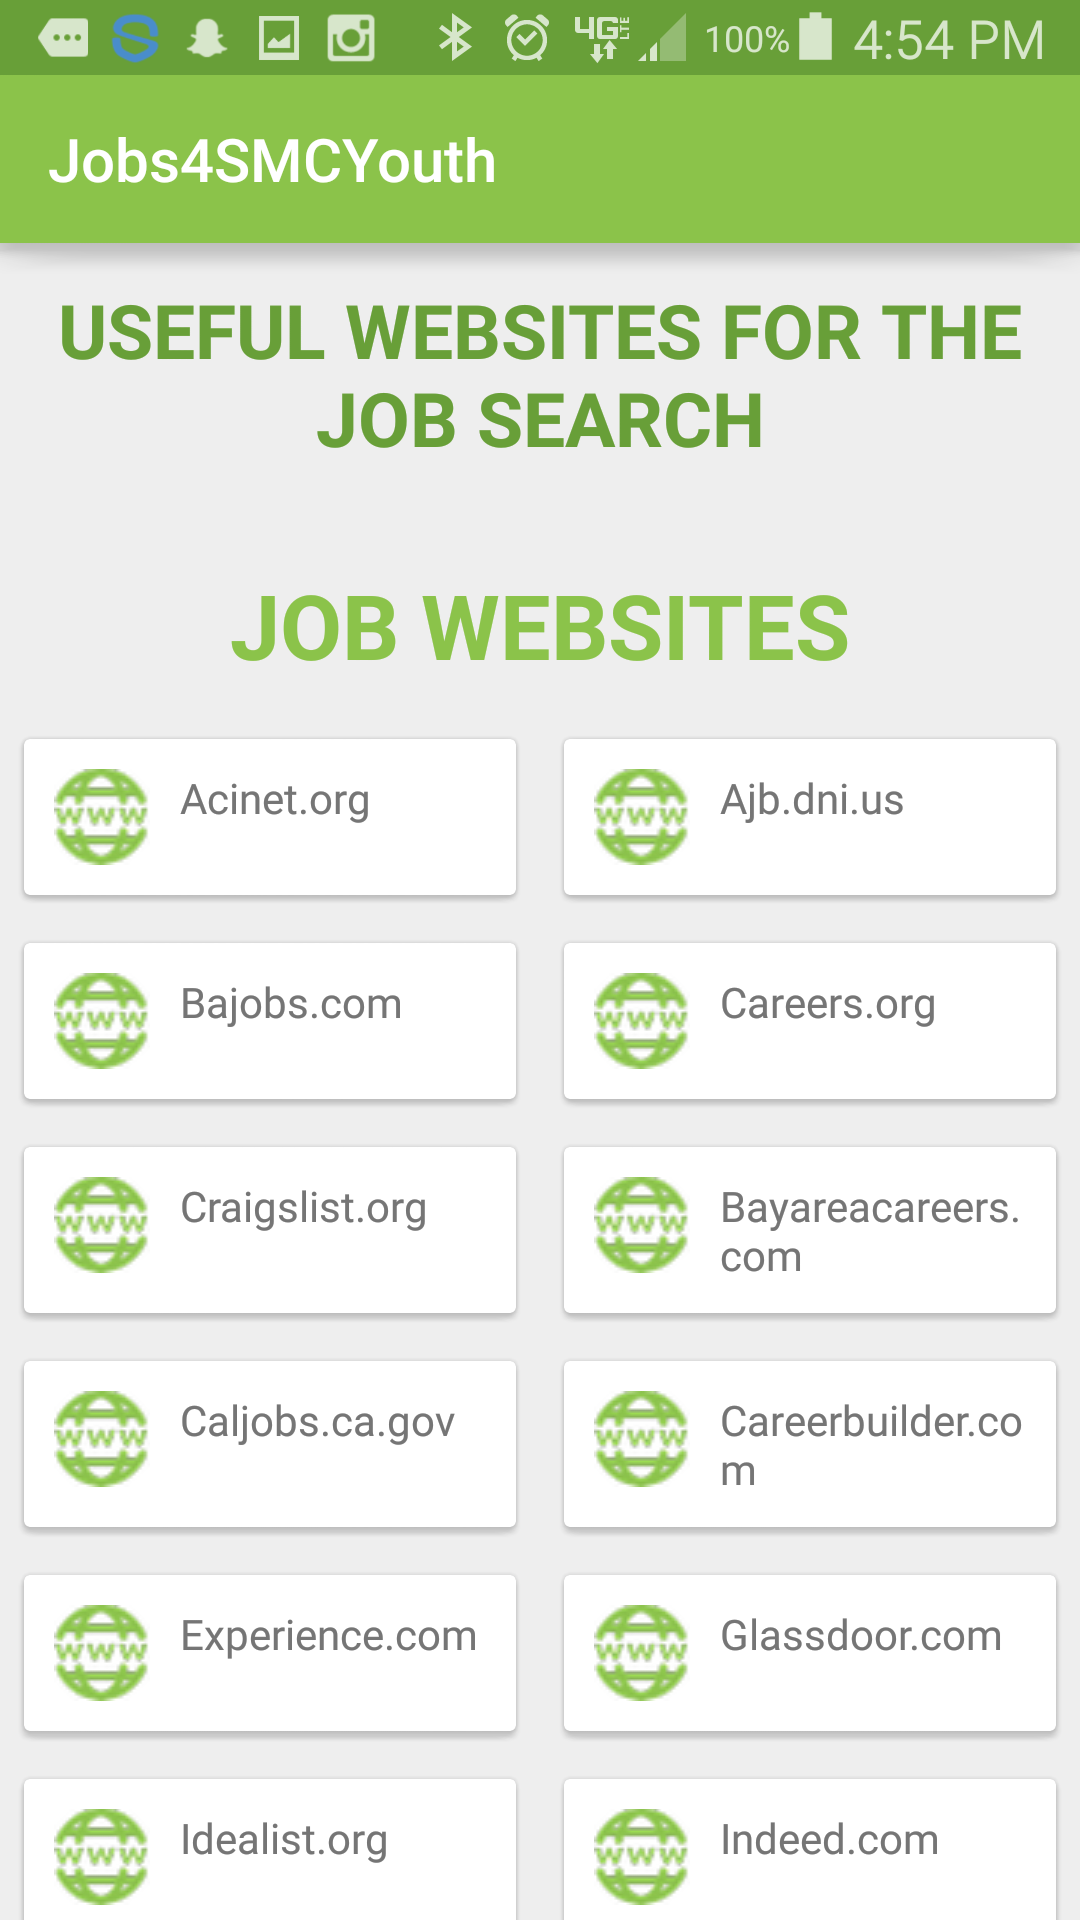 4G LTE 100% 4:54 PM
Jobs4SMCYouth
USEFUL WEBSITES FOR THE
JOB SEARCH
JOB WEBSITES
www Acinet.org
www Ajb.dni.us
www Bajobs.com
www Careers.org
www Craigslist.org
www Bayareacareers.
com
www Caljobs.ca.gov
www Careerbuilder.co
m
www Experience.com
www Glassdoor.com
www Idealist.org
www Indeed.com